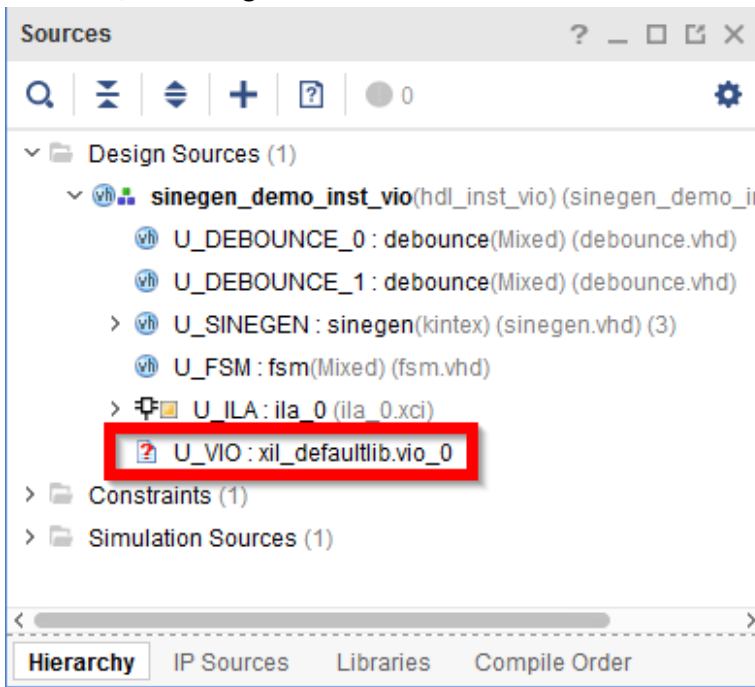 Sources
0
Design Sources (1)
sinegen_demo_inst_vio(hdl_inst_vio) (sinegen_demo_i
U_DEBOUNCE_0 : debounce(Mixed) (debounce.vhd)
U_DEBOUNCE_1 : debounce(Mixed) (debounce.vhd)
U_SINEGEN : sinegen(kintex) (sinegen.vhd) (3)
U_FSM : fsm(Mixed) (fsm.vhd)
U_ILA : ila_0 (ila_0.xci)
U_VIO : xil_defaultlib.vio_0
Constraints (1)
Simulation Sources (1)
Hierarchy IP Sources Libraries Compile Order